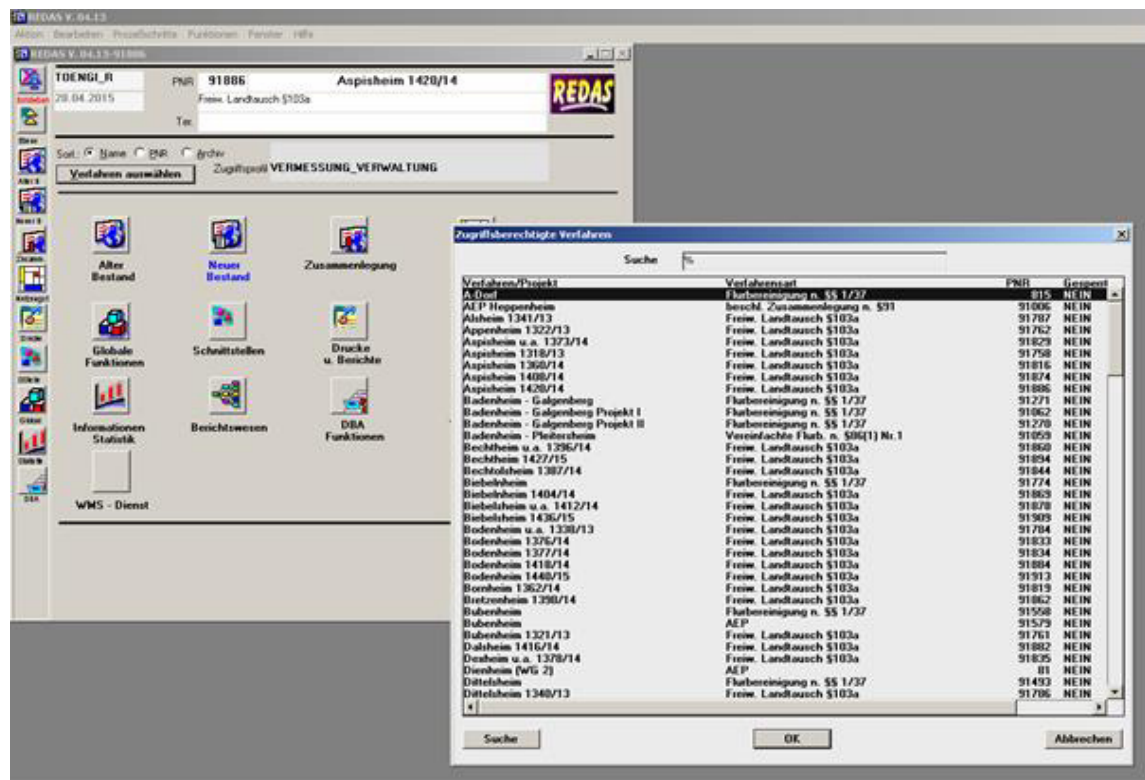 REDAS V. 04.13
Aktion Bearbeiten Prozeßschritte Funktionen Fenster Hilfe
REDAS V. 04.13-91886
TOENGI_R PNR 91886 Aspisheim 1420/14
28.04.2015 Freiw. Landtausch §103a
REDAS
Ter.
Sort.: Name PNR Archiv
Verfahren auswählen Zugriffsprofil VERMESSUNG_VERWALTUNG
Alter Bestand
Neuer Bestand
Zusammenlegung
Globale Funktionen
Schnittstellen
Drucke u. Berichte
Informationen Statistik
Berichtswesen
DBA Funktionen
WMS - Dienst
DBA
Zugriffsberechtigte Verfahren
Suche %
Verfahren/Projekt Verfahrensart PNR Gesperrt
A-Dorf Flurbereinigung n. §§ 1/37 815 NEIN
AEP Heppenheim beschl. Zusammenlegung n. §91 91006 NEIN
Alsheim 1341/13 Freiw. Landtausch §103a 91787 NEIN
Appenheim 1322/13 Freiw. Landtausch §103a 91762 NEIN
Aspisheim u.a. 1373/14 Freiw. Landtausch §103a 91829 NEIN
Aspisheim 1318/13 Freiw. Landtausch §103a 91758 NEIN
Aspisheim 1360/14 Freiw. Landtausch §103a 91816 NEIN
Aspisheim 1408/14 Freiw. Landtausch §103a 91874 NEIN
Aspisheim 1420/14 Freiw. Landtausch §103a 91886 NEIN
Badenheim - Galgenberg Flurbereinigung n. §§ 1/37 91271 NEIN
Badenheim - Galgenberg Projekt I Flurbereinigung n. §§ 1/37 91062 NEIN
Badenheim - Galgenberg Projekt II Flurbereinigung n. §§ 1/37 91270 NEIN
Badenheim - Pleitersheim Vereinfachte Flurb. n. §86(1) Nr.1 91059 NEIN
Bechtheim u.a. 1396/14 Freiw. Landtausch §103a 91860 NEIN
Bechtheim 1427/15 Freiw. Landtausch §103a 91894 NEIN
Bechtolsheim 1387/14 Freiw. Landtausch §103a 91844 NEIN
Biebelnheim Flurbereinigung n. §§ 1/37 91774 NEIN
Biebelnheim 1404/14 Freiw. Landtausch §103a 91869 NEIN
Biebelsheim u.a. 1412/14 Freiw. Landtausch §103a 91878 NEIN
Biebelsheim 1436/15 Freiw. Landtausch §103a 91909 NEIN
Bodenheim u.a. 1338/13 Freiw. Landtausch §103a 91784 NEIN
Bodenheim 1376/14 Freiw. Landtausch §103a 91833 NEIN
Bodenheim 1377/14 Freiw. Landtausch §103a 91834 NEIN
Bodenheim 1418/14 Freiw. Landtausch §103a 91884 NEIN
Bodenheim 1440/15 Freiw. Landtausch §103a 91913 NEIN
Bornheim 1362/14 Freiw. Landtausch §103a 91819 NEIN
Bretzenheim 1398/14 Freiw. Landtausch §103a 91862 NEIN
Bubenheim Flurbereinigung n. §§ 1/37 91558 NEIN
Bubenheim AEP 91579 NEIN
Bubenheim 1321/13 Freiw. Landtausch §103a 91761 NEIN
Dalsheim 1416/14 Freiw. Landtausch §103a 91882 NEIN
Dexheim u.a. 1378/14 Freiw. Landtausch §103a 91835 NEIN
Dienheim (WG 2) AEP 81 NEIN
Dittelsheim Flurbereinigung n. §§ 1/37 91493 NEIN
Dittelsheim 1340/13 Freiw. Landtausch §103a 91786 NEIN
Suche OK Abbrechen